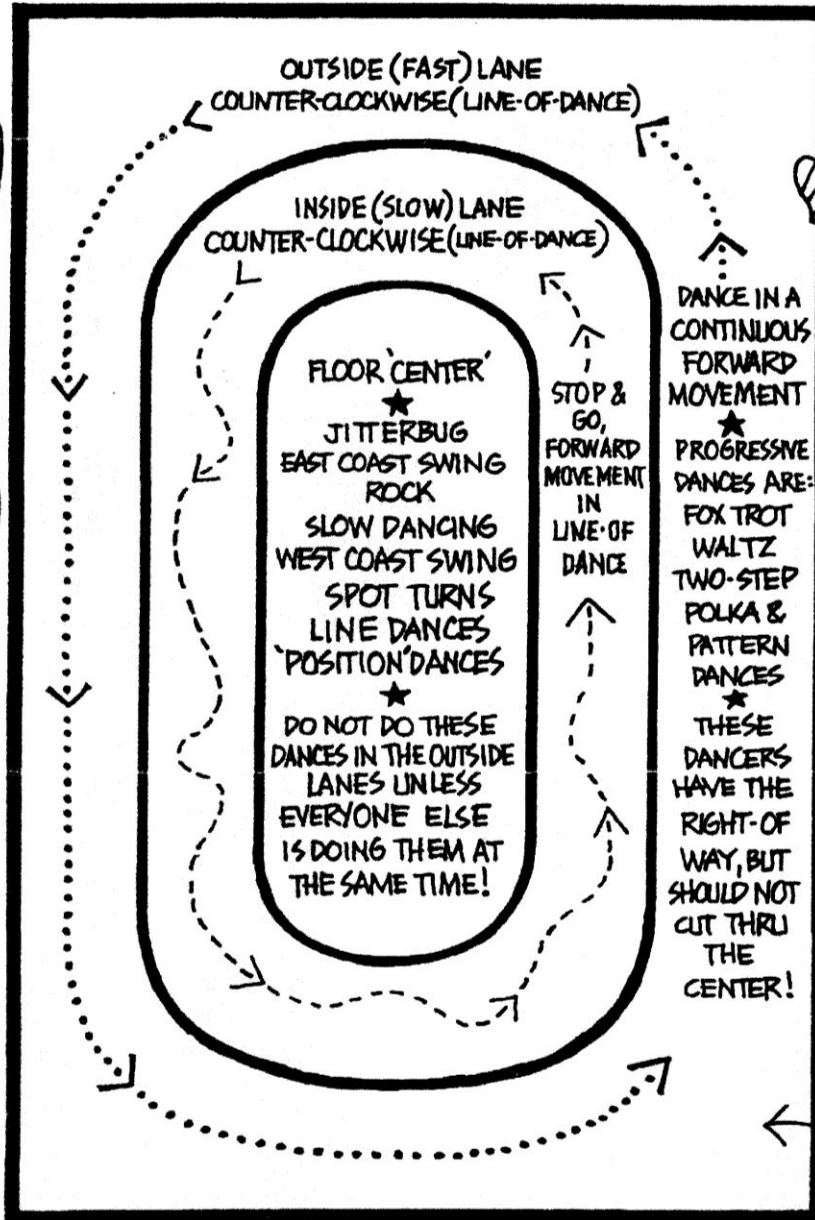 OUTSIDE (FAST) LANE
COUNTER-CLOCKWISE (LINE-OF-DANCE)
INSIDE (SLOW) LANE
COUNTER-CLOCKWISE (LINE-OF-DANCE)
FLOOR 'CENTER'
★
JITTERBUG
EAST COAST SWING
ROCK
SLOW DANCING
WEST COAST SWING
SPOT TURNS
LINE DANCES
'POSITION' DANCES
★
DO NOT DO THESE
DANCES IN THE OUTSIDE
LANES UNLESS
EVERYONE ELSE
IS DOING THEM AT
THE SAME TIME!
STOP &
GO,
FORWARD
MOVEMENT
IN
LINE-OF
DANCE
DANCE IN A
CONTINUOUS
FORWARD
MOVEMENT
★
PROGRESSIVE
DANCES ARE:
FOX TROT
WALTZ
TWO-STEP
POLKA &
PATTERN
DANCES
★
THESE
DANCERS
HAVE THE
RIGHT-OF
WAY, BUT
SHOULD NOT
CUT THRU
THE
CENTER!